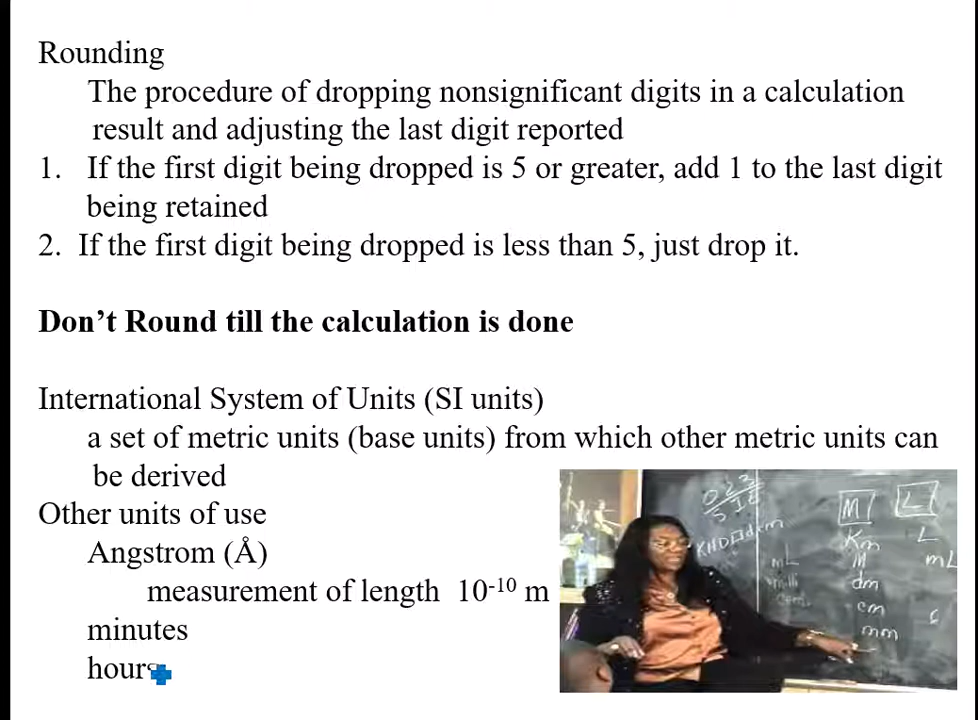 Rounding
The procedure of dropping nonsignificant digits in a calculation
result and adjusting the last digit reported
1. If the first digit being dropped is 5 or greater, add 1 to the last digit
being retained
2. If the first digit being dropped is less than 5, just drop it.
Don’t Round till the calculation is done
International System of Units (SI units)
a set of metric units (base units) from which other metric units can
be derived
Other units of use
Angstrom (Å)
measurement of length 10⁻¹⁰ m
minutes
hours
M L
Km L
M mL
dm
cm
mm
mL
milli